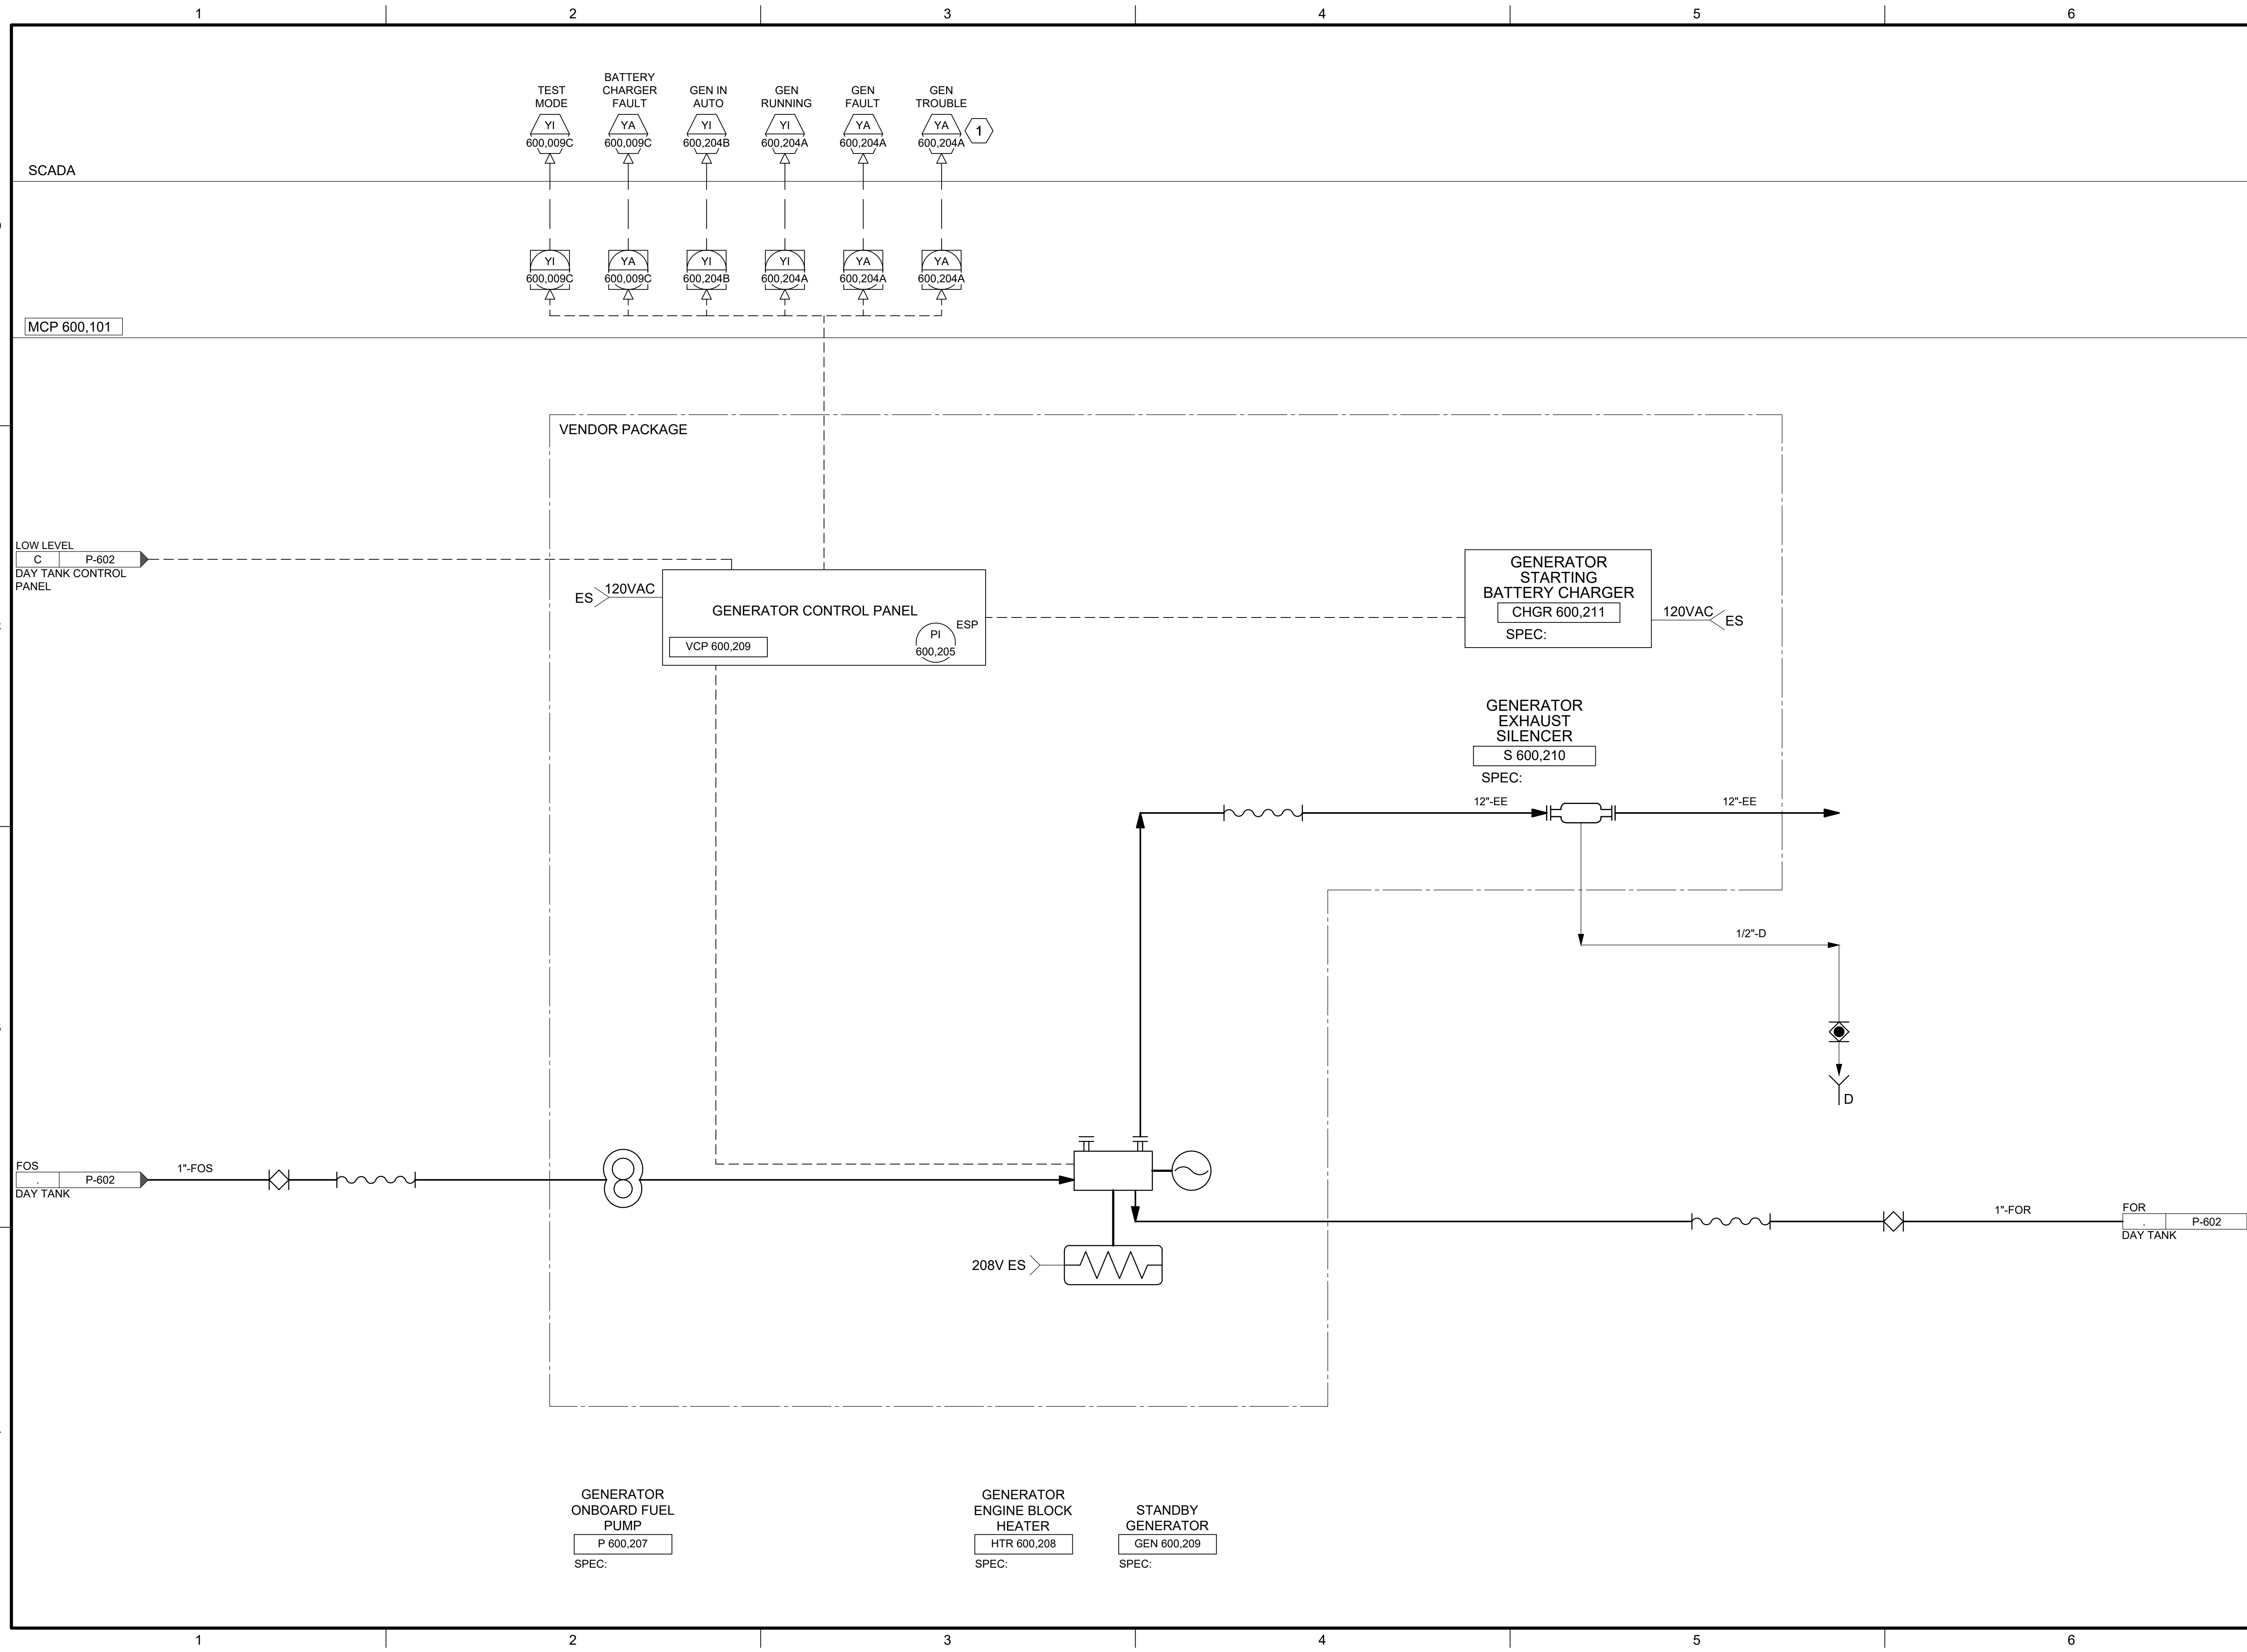 1 2 3 4 5 6
TEST
MODE
BATTERY
CHARGER
FAULT
GEN IN
AUTO
GEN
RUNNING
GEN
FAULT
GEN
TROUBLE
YI YA YI YI YA YA
600,009C 600,009C 600,204B 600,204A 600,204A 600,204A
1
SCADA
YI YA YI YI YA YA
600,009C 600,009C 600,204B 600,204A 600,204A 600,204A
MCP 600,101
VENDOR PACKAGE
LOW LEVEL
C P-602
DAY TANK CONTROL
PANEL
ES 120VAC
GENERATOR CONTROL PANEL
VCP 600,209
PI
600,205
ESP
GENERATOR
STARTING
BATTERY CHARGER
CHGR 600,211
SPEC:
120VAC ES
GENERATOR
EXHAUST
SILENCER
S 600,210
SPEC:
12"-EE 12"-EE
1/2"-D
D
FOS
. P-602
DAY TANK
1"-FOS
1"-FOR
FOR
. P-602
DAY TANK
208V ES
GENERATOR
ONBOARD FUEL
PUMP
P 600,207
SPEC:
GENERATOR
ENGINE BLOCK
HEATER
HTR 600,208
SPEC:
STANDBY
GENERATOR
GEN 600,209
SPEC:
1 2 3 4 5 6